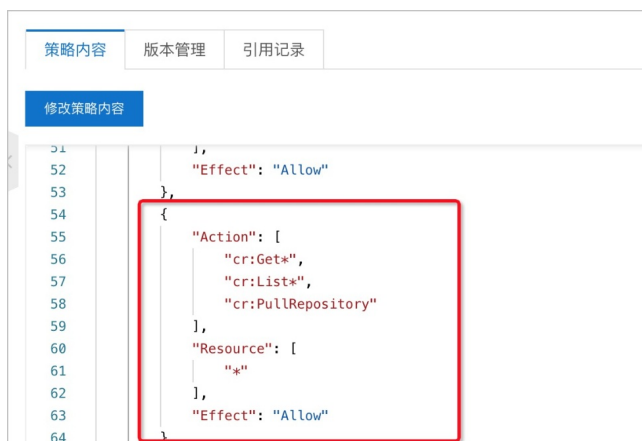 策略内容 版本管理 引用记录
修改策略内容
51 ],
52 "Effect": "Allow"
53 },
54 {
55 "Action": [
56 "cr:Get*",
57 "cr:List*",
58 "cr:PullRepository"
59 ],
60 "Resource": [
61 "*"
62 ],
63 "Effect": "Allow"
64 }